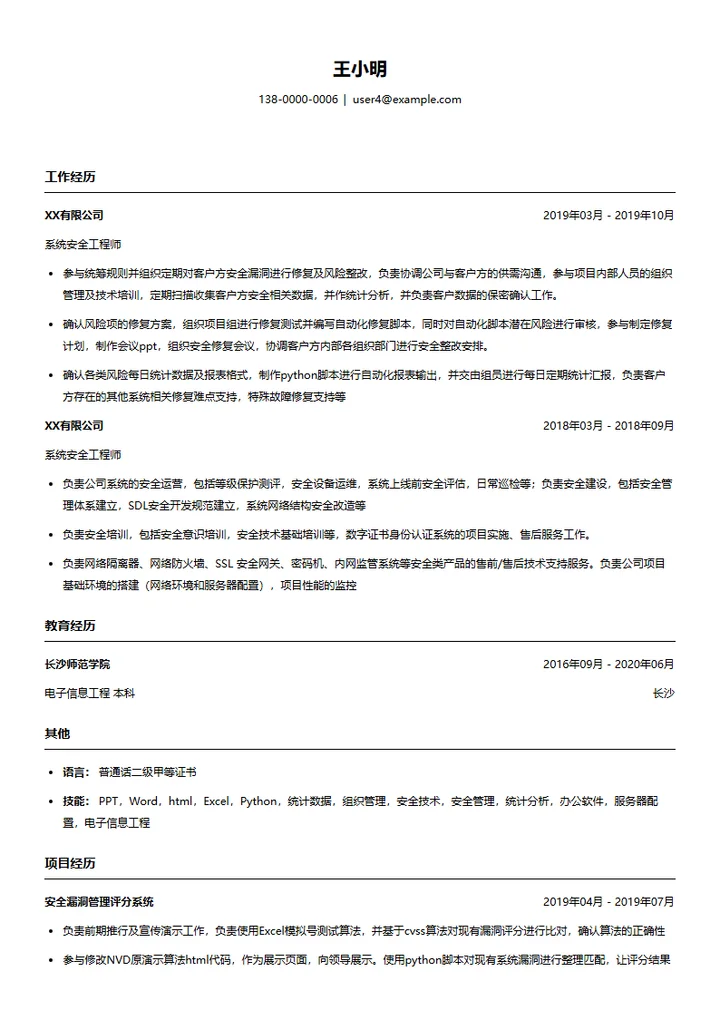 王小明
138-0000-0006 | user4@example.com
工作经历
XX有限公司 2019年03月 - 2019年10月
系统安全工程师
• 参与统筹规则并组织定期对客户方安全漏洞进行修复及风险整改，负责协调公司与客户方的供需沟通，参与项目内部人员的组织
管理及技术培训，定期扫描收集客户方安全相关数据，并作统计分析，并负责客户数据的保密确认工作。
• 确认风险项的修复方案，组织项目组进行修复测试并编写自动化修复脚本，同时对自动化脚本潜在风险进行审核，参与制定修复
计划，制作会议ppt，组织安全修复会议，协调客户方内部各组织部门进行安全整改安排。
• 确认各类风险每日统计数据及报表格式，制作python脚本进行自动化报表输出，并交由组员进行每日定期统计汇报，负责客户
方存在的其他系统相关修复难点支持，特殊故障修复支持等
XX有限公司 2018年03月 - 2018年09月
系统安全工程师
• 负责公司系统的安全运营，包括等级保护测评，安全设备运维，系统上线前安全评估，日常巡检等；负责安全建设，包括安全管
理体系建立，SDL安全开发规范建立，系统网络结构安全改造等
• 负责安全培训，包括安全意识培训，安全技术基础培训等，数字证书身份认证系统的项目实施、售后服务工作。
• 负责网络隔离器、网络防火墙、SSL 安全网关、密码机、内网监管系统等安全类产品的售前/售后技术支持服务。负责公司项目
基础环境的搭建（网络环境和服务器配置），项目性能的监控
教育经历
长沙师范学院 2016年09月 - 2020年06月
电子信息工程 本科 长沙
其他
• 语言： 普通话二级甲等证书
• 技能： PPT，Word，html，Excel，Python，统计数据，组织管理，安全技术，安全管理，统计分析，办公软件，服务器配
置，电子信息工程
项目经历
安全漏洞管理评分系统 2019年04月 - 2019年07月
• 负责前期推行及宣传演示工作，负责使用Excel模拟号测试算法，并基于cvss算法对现有漏洞评分进行比对，确认算法的正确性
• 参与修改NVD原演示算法html代码，作为展示页面，向领导展示。使用python脚本对现有系统漏洞进行整理匹配，让评分结果